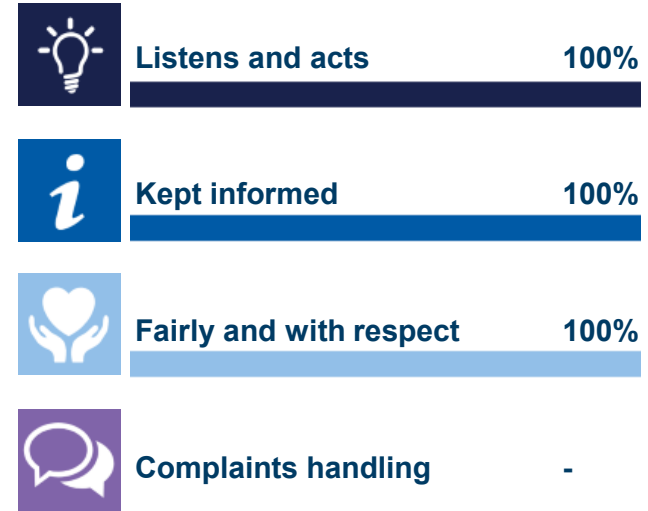 Listens and acts 100%
Kept informed 100%
Fairly and with respect 100%
Complaints handling -